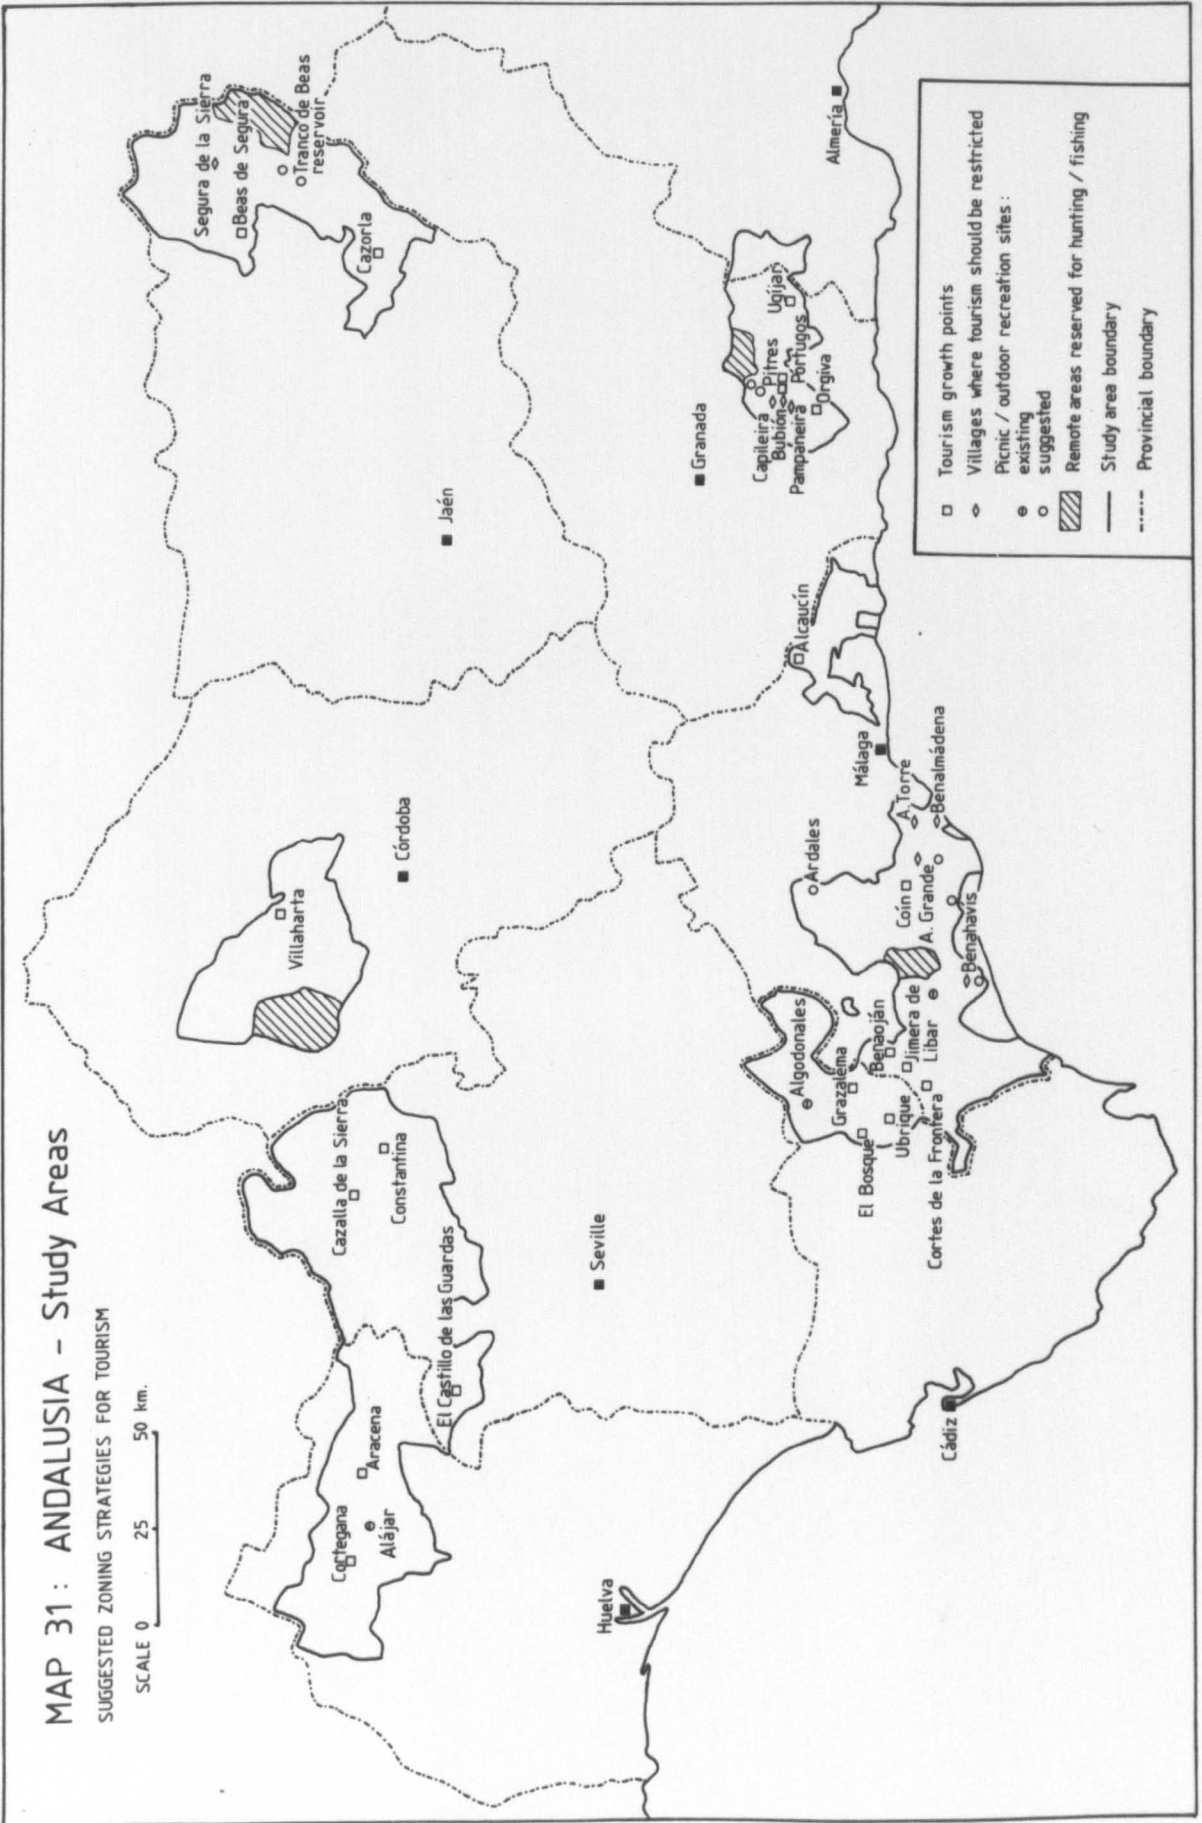 MAP 31 : ANDALUSIA – Study Areas
SUGGESTED ZONING STRATEGIES FOR TOURISM
SCALE 0 25 50 km.
Cortegana
Alájar
Aracena
El Castillo de las Guardas
Cazalla de la Sierra
Constantina
Villaharta
Córdoba
Seville
Huelva
Cádiz
Jaén
Segura de la Sierra
Beas de Segura
Tranco de Beas
reservoir
Cazorla
Granada
Almería
Capileira
Bubión
Pampaneira
Pitres
Pórtugos
Orgiva
Ugíjar
Alcaucín
Málaga
A. Torre
Benalmádena
Ardales
Coín
A. Grande
Benahavis
Algodonales
Grazalema
Benaoján
Jimera de
Libar
El Bosque
Ubrique
Cortes de la Frontera
Tourism growth points
Villages where tourism should be restricted
Picnic / outdoor recreation sites :
existing
suggested
Remote areas reserved for hunting / fishing
Study area boundary
Provincial boundary